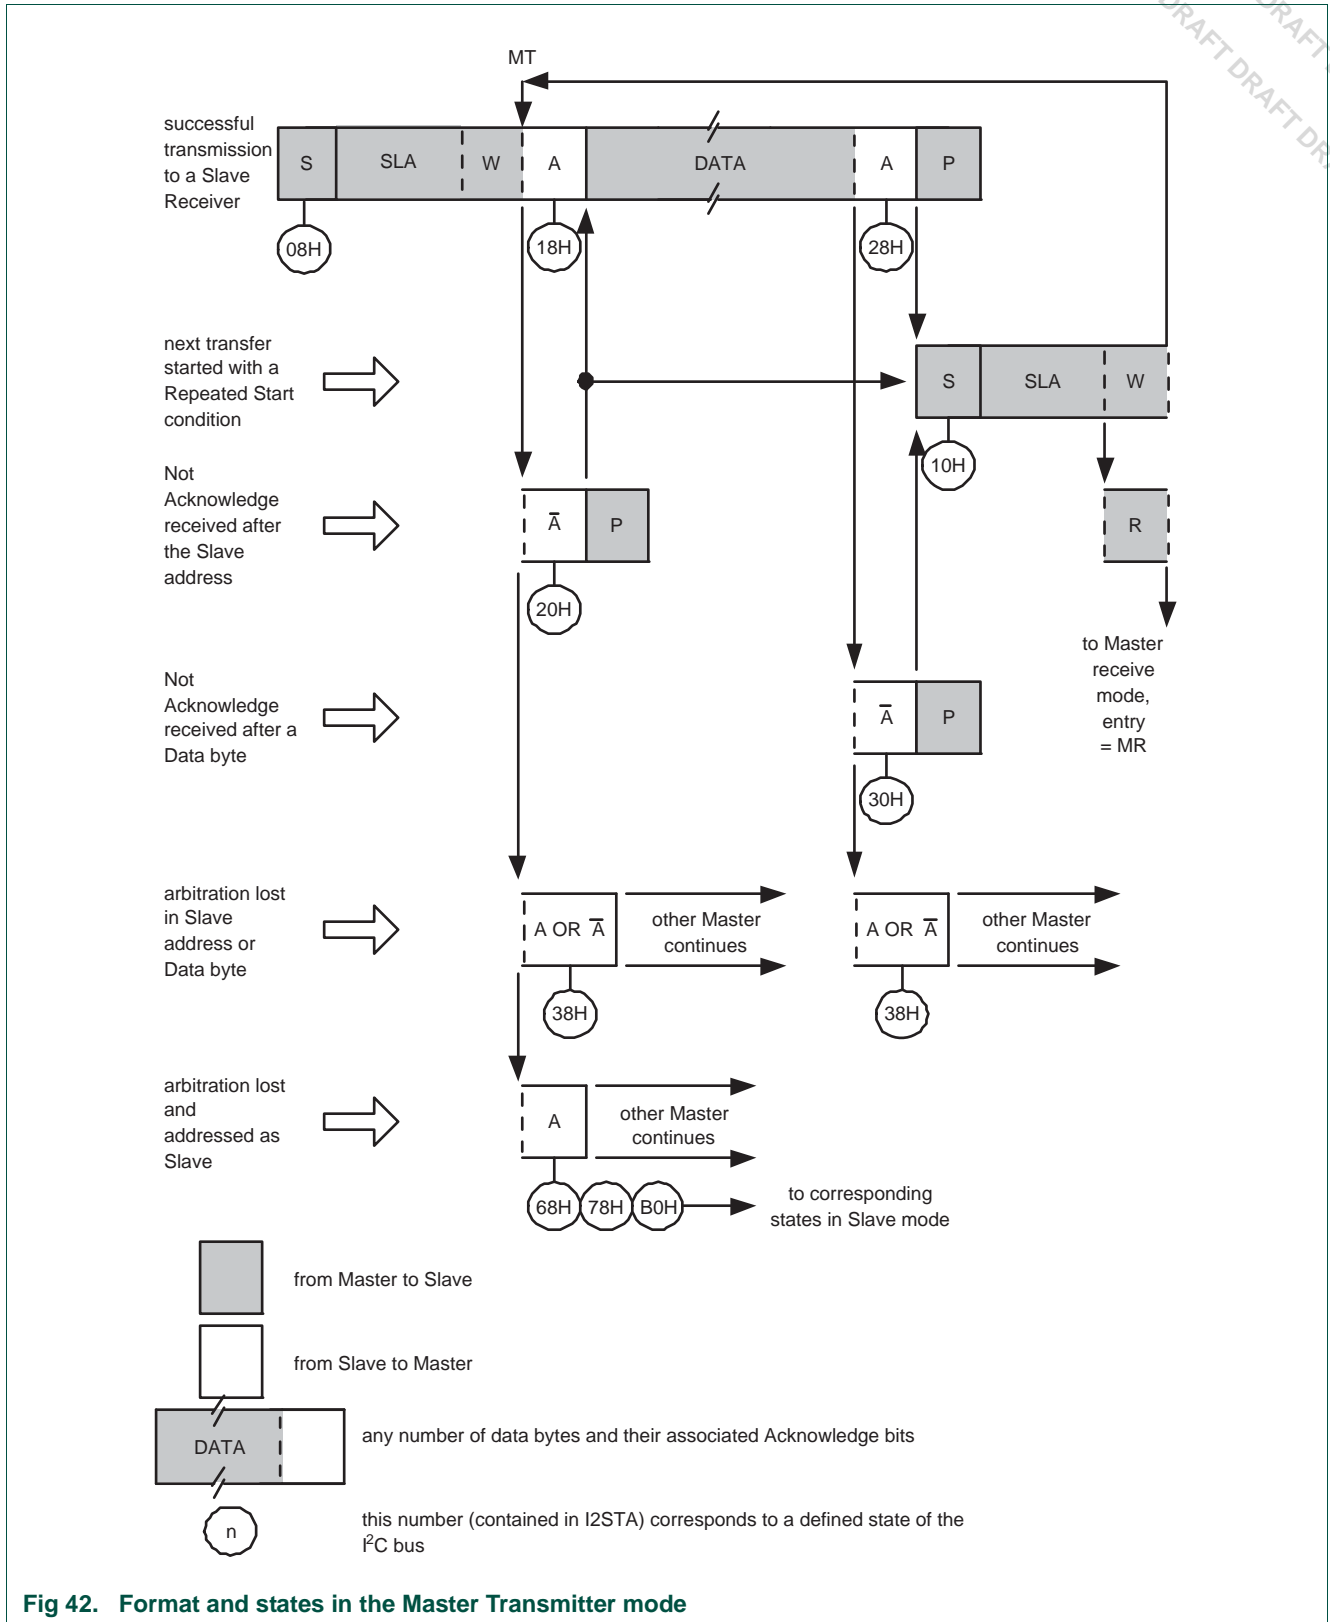 DRAFT DRAFT DR
DRAFT
MT
successful
transmission
to a Slave
Receiver
S SLA W A DATA A P
08H 18H 28H
next transfer
started with a
Repeated Start
condition
S SLA W
10H
Not
Acknowledge
received after
the Slave
address
A̅ P
R
20H
to Master
receive
mode,
entry
= MR
Not
Acknowledge
received after a
Data byte
A̅ P
30H
arbitration lost
in Slave
address or
Data byte
A OR A̅
other Master
continues
A OR A̅
other Master
continues
38H 38H
arbitration lost
and
addressed as
Slave
A
other Master
continues
68H 78H B0H
to corresponding
states in Slave mode
from Master to Slave
from Slave to Master
DATA
any number of data bytes and their associated Acknowledge bits
n
this number (contained in I2STA) corresponds to a defined state of the
I²C bus
Fig 42. Format and states in the Master Transmitter mode